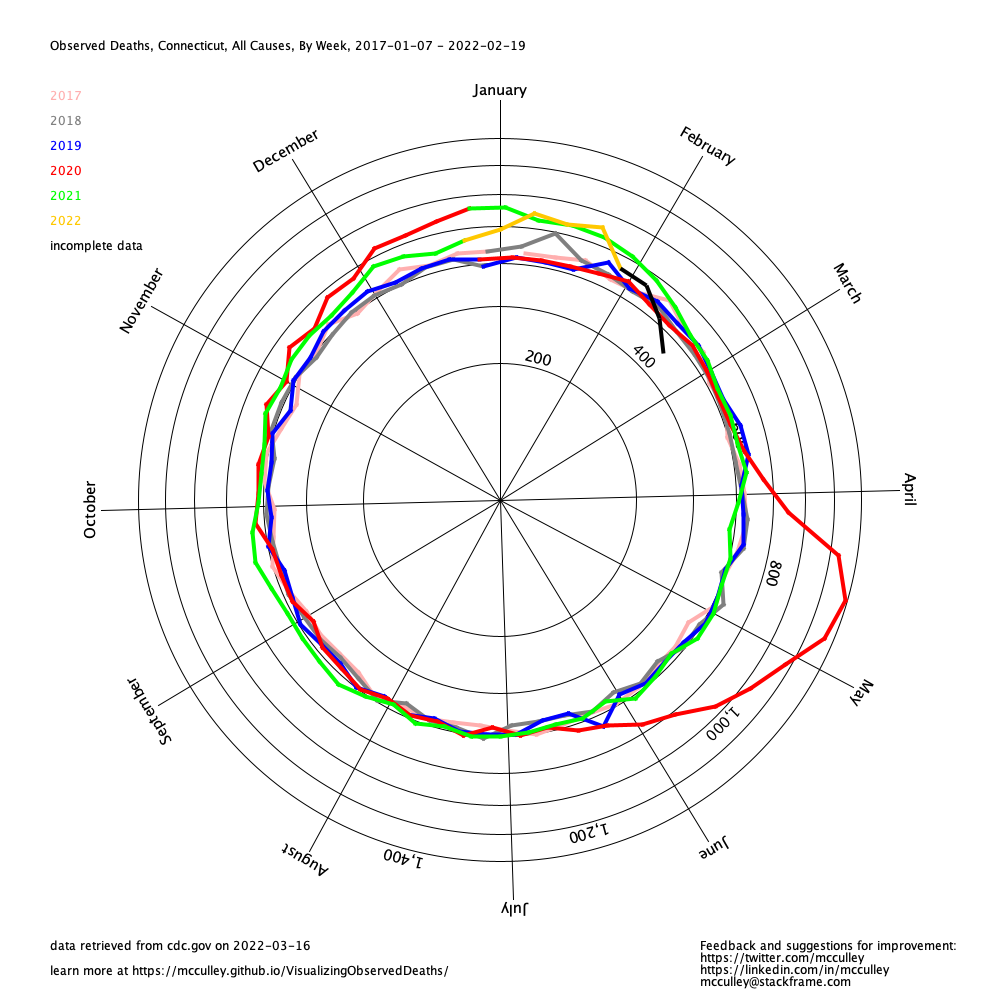 Observed Deaths, Connecticut, All Causes, By Week, 2017-01-07 - 2022-02-19
January
2017
2018
2019
2020
2021
2022
incomplete data
December
February
November
March
200
400
October
April
800
September
May
1,000
August
1,400
1,200
June
July
data retrieved from cdc.gov on 2022-03-16
learn more at https://mcculley.github.io/VisualizingObservedDeaths/
Feedback and suggestions for improvement:
https://twitter.com/mcculley
https://linkedin.com/in/mcculley
mcculley@stackframe.com